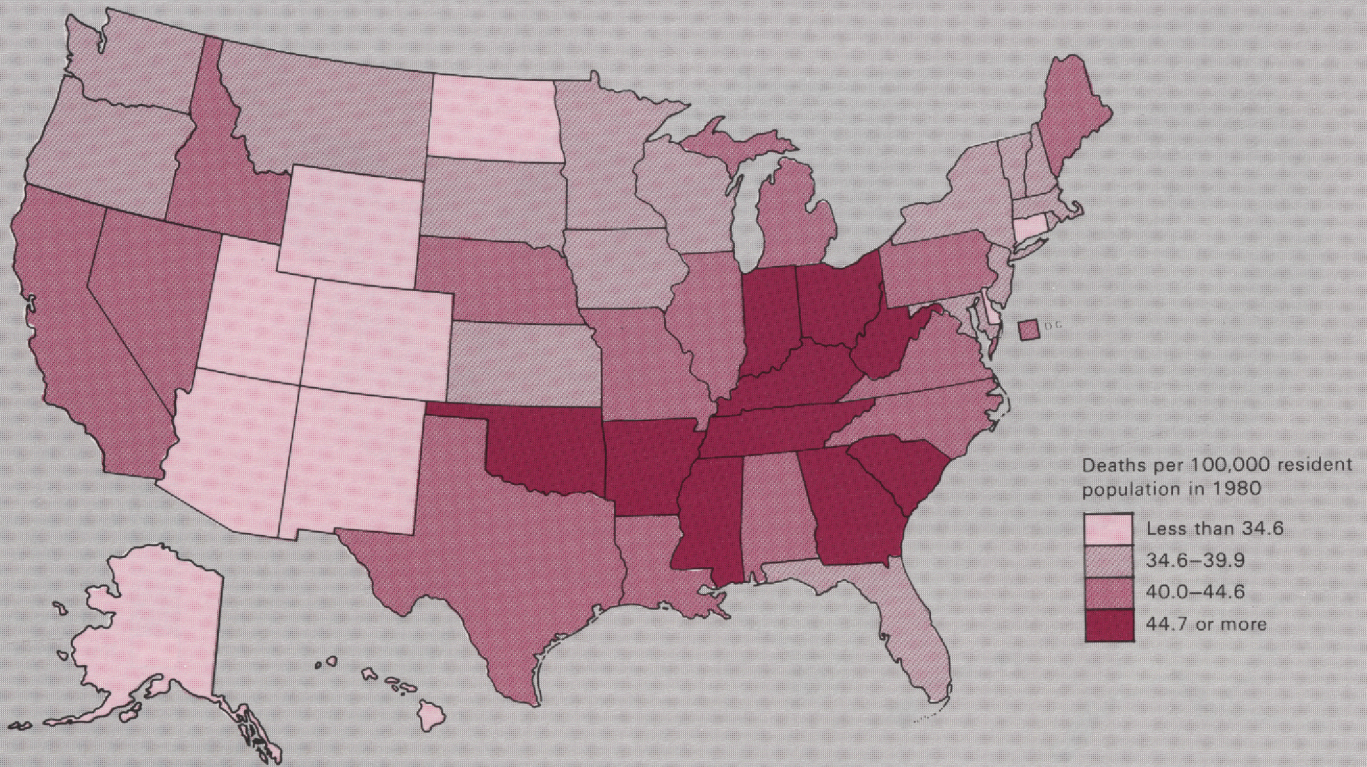 D C
Deaths per 100,000 resident
population in 1980
Less than 34.6
34.6–39.9
40.0–44.6
44.7 or more